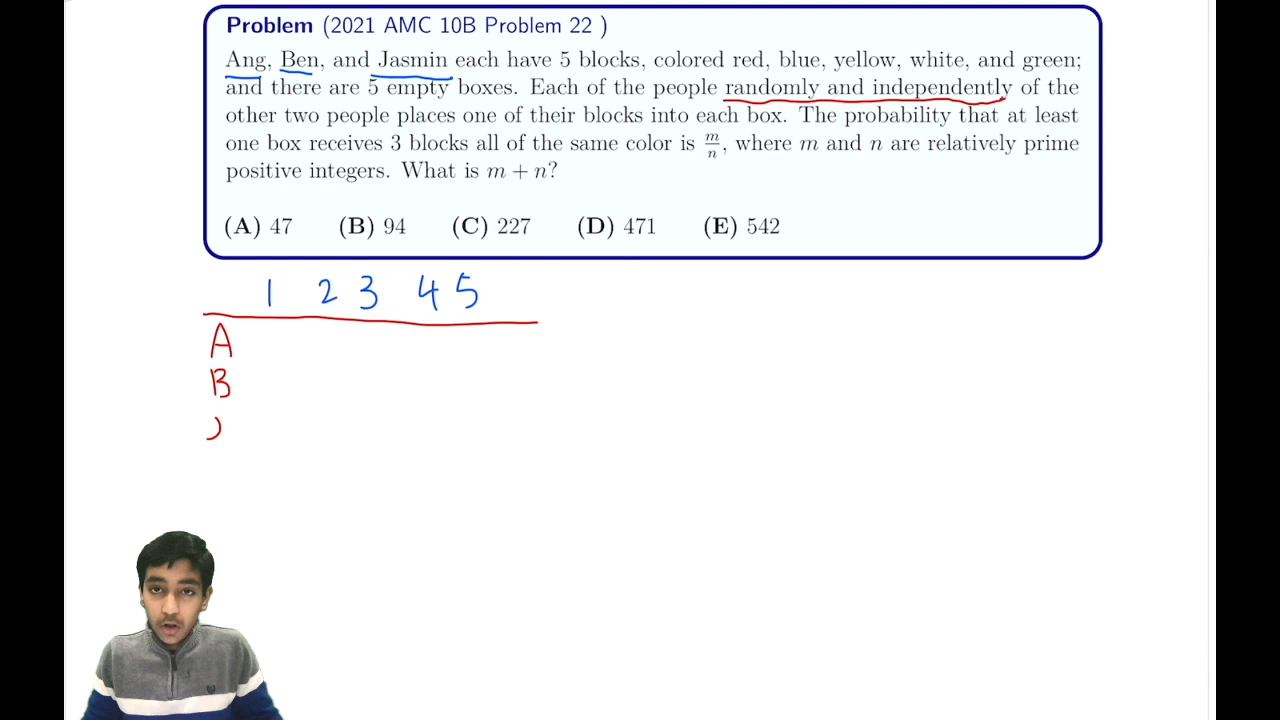 Problem (2021 AMC 10B Problem 22 )
Ang, Ben, and Jasmin each have 5 blocks, colored red, blue, yellow, white, and green;
and there are 5 empty boxes. Each of the people randomly and independently of the
other two people places one of their blocks into each box. The probability that at least
one box receives 3 blocks all of the same color is m/n, where m and n are relatively prime
positive integers. What is m + n?
(A) 47 (B) 94 (C) 227 (D) 471 (E) 542
1 2 3 4 5
A
B